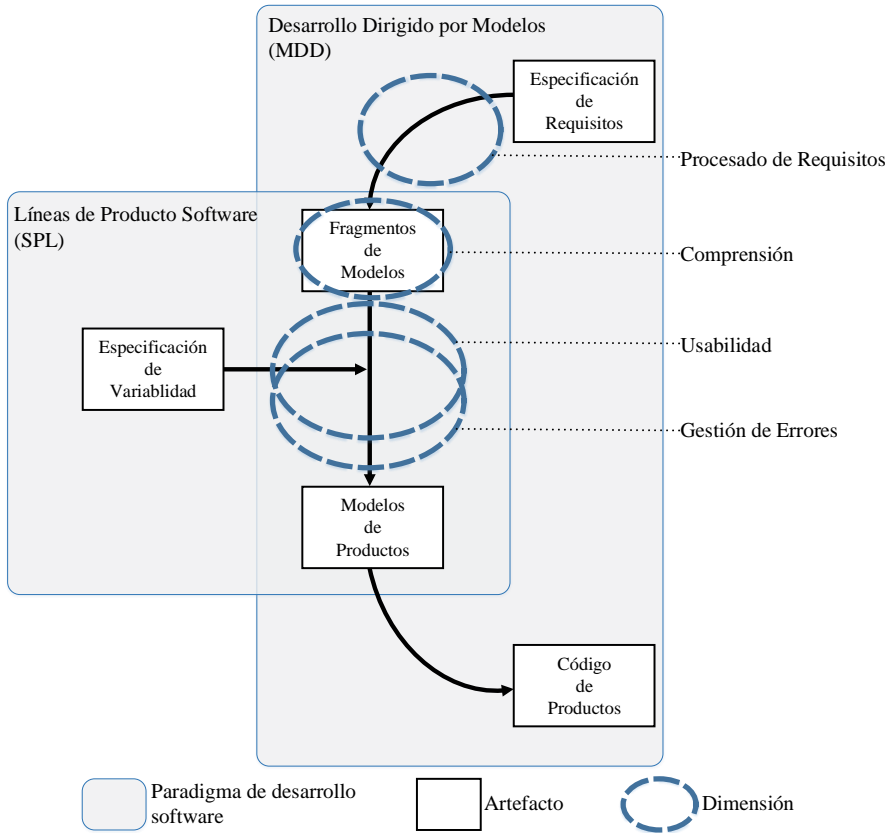 Desarrollo Dirigido por Modelos
(MDD)
Especificación
de
Requisitos
Procesado de Requisitos
Líneas de Producto Software
(SPL)
Fragmentos
de
Modelos
Comprensión
Especificación
de
Variablidad
Usabilidad
Gestión de Errores
Modelos
de
Productos
Código
de
Productos
Paradigma de desarrollo
software
Artefacto
Dimensión